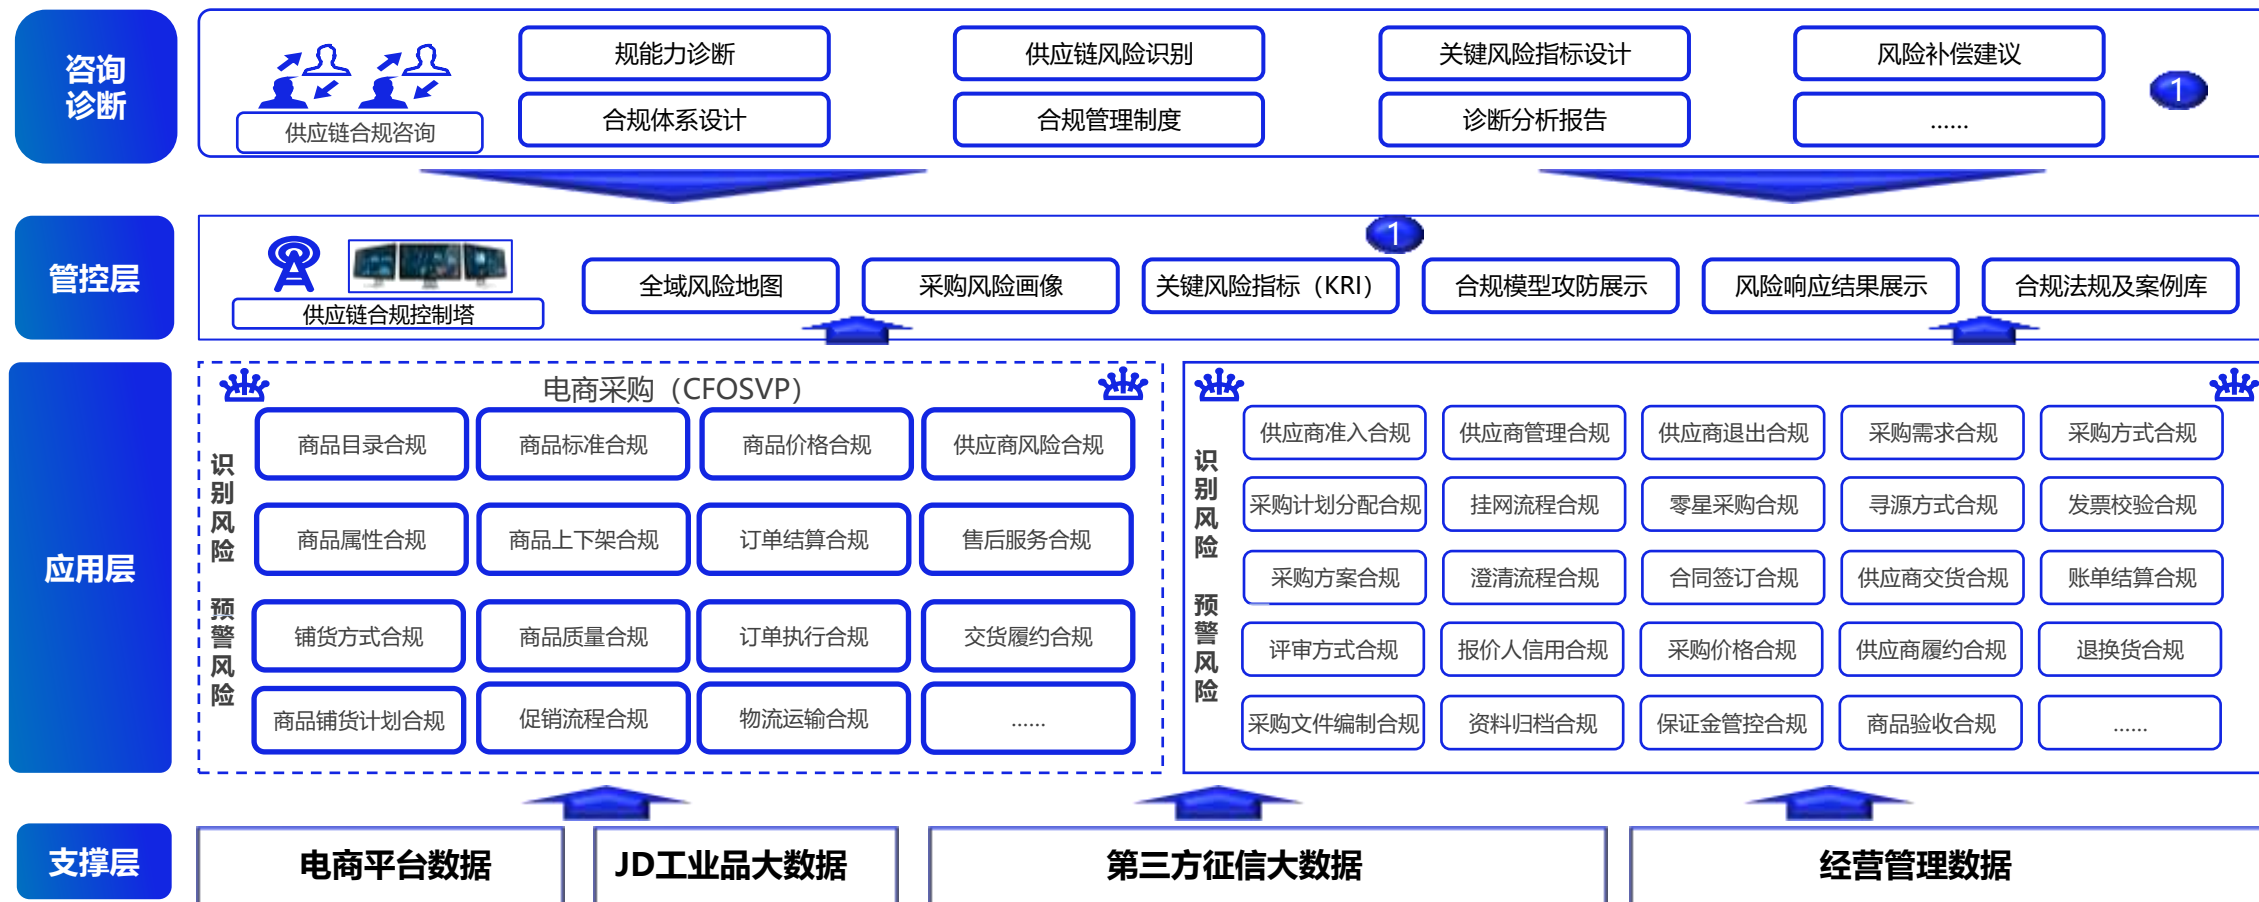 咨询
诊断
供应链合规咨询
规能力诊断
供应链风险识别
关键风险指标设计
风险补偿建议
合规体系设计
合规管理制度
诊断分析报告
......
1
管控层
供应链合规控制塔
1
全域风险地图
采购风险画像
关键风险指标（KRI）
合规模型攻防展示
风险响应结果展示
合规法规及案例库
应用层
电商采购（CFOSVP）
识别风险
预警风险
商品目录合规
商品标准合规
商品价格合规
供应商风险合规
商品属性合规
商品上下架合规
订单结算合规
售后服务合规
铺货方式合规
商品质量合规
订单执行合规
交货履约合规
商品铺货计划合规
促销流程合规
物流运输合规
......
识别风险
预警风险
供应商准入合规
供应商管理合规
供应商退出合规
采购需求合规
采购方式合规
采购计划分配合规
挂网流程合规
零星采购合规
寻源方式合规
发票校验合规
采购方案合规
澄清流程合规
合同签订合规
供应商交货合规
账单结算合规
评审方式合规
报价人信用合规
采购价格合规
供应商履约合规
退换货合规
采购文件编制合规
资料归档合规
保证金管控合规
商品验收合规
......
支撑层
电商平台数据
JD工业品大数据
第三方征信大数据
经营管理数据